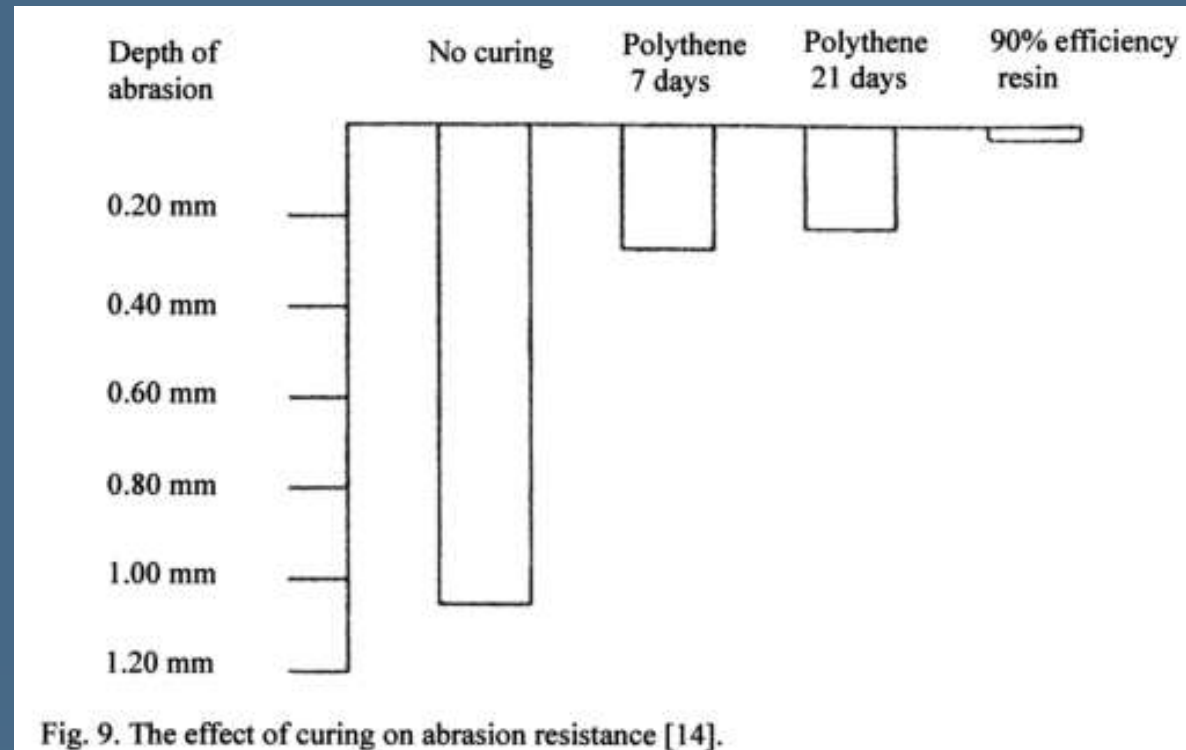 Depth of
abrasion
No curing
Polythene
7 days
Polythene
21 days
90% efficiency
resin
0.20 mm
0.40 mm
0.60 mm
0.80 mm
1.00 mm
1.20 mm
Fig. 9. The effect of curing on abrasion resistance [14].